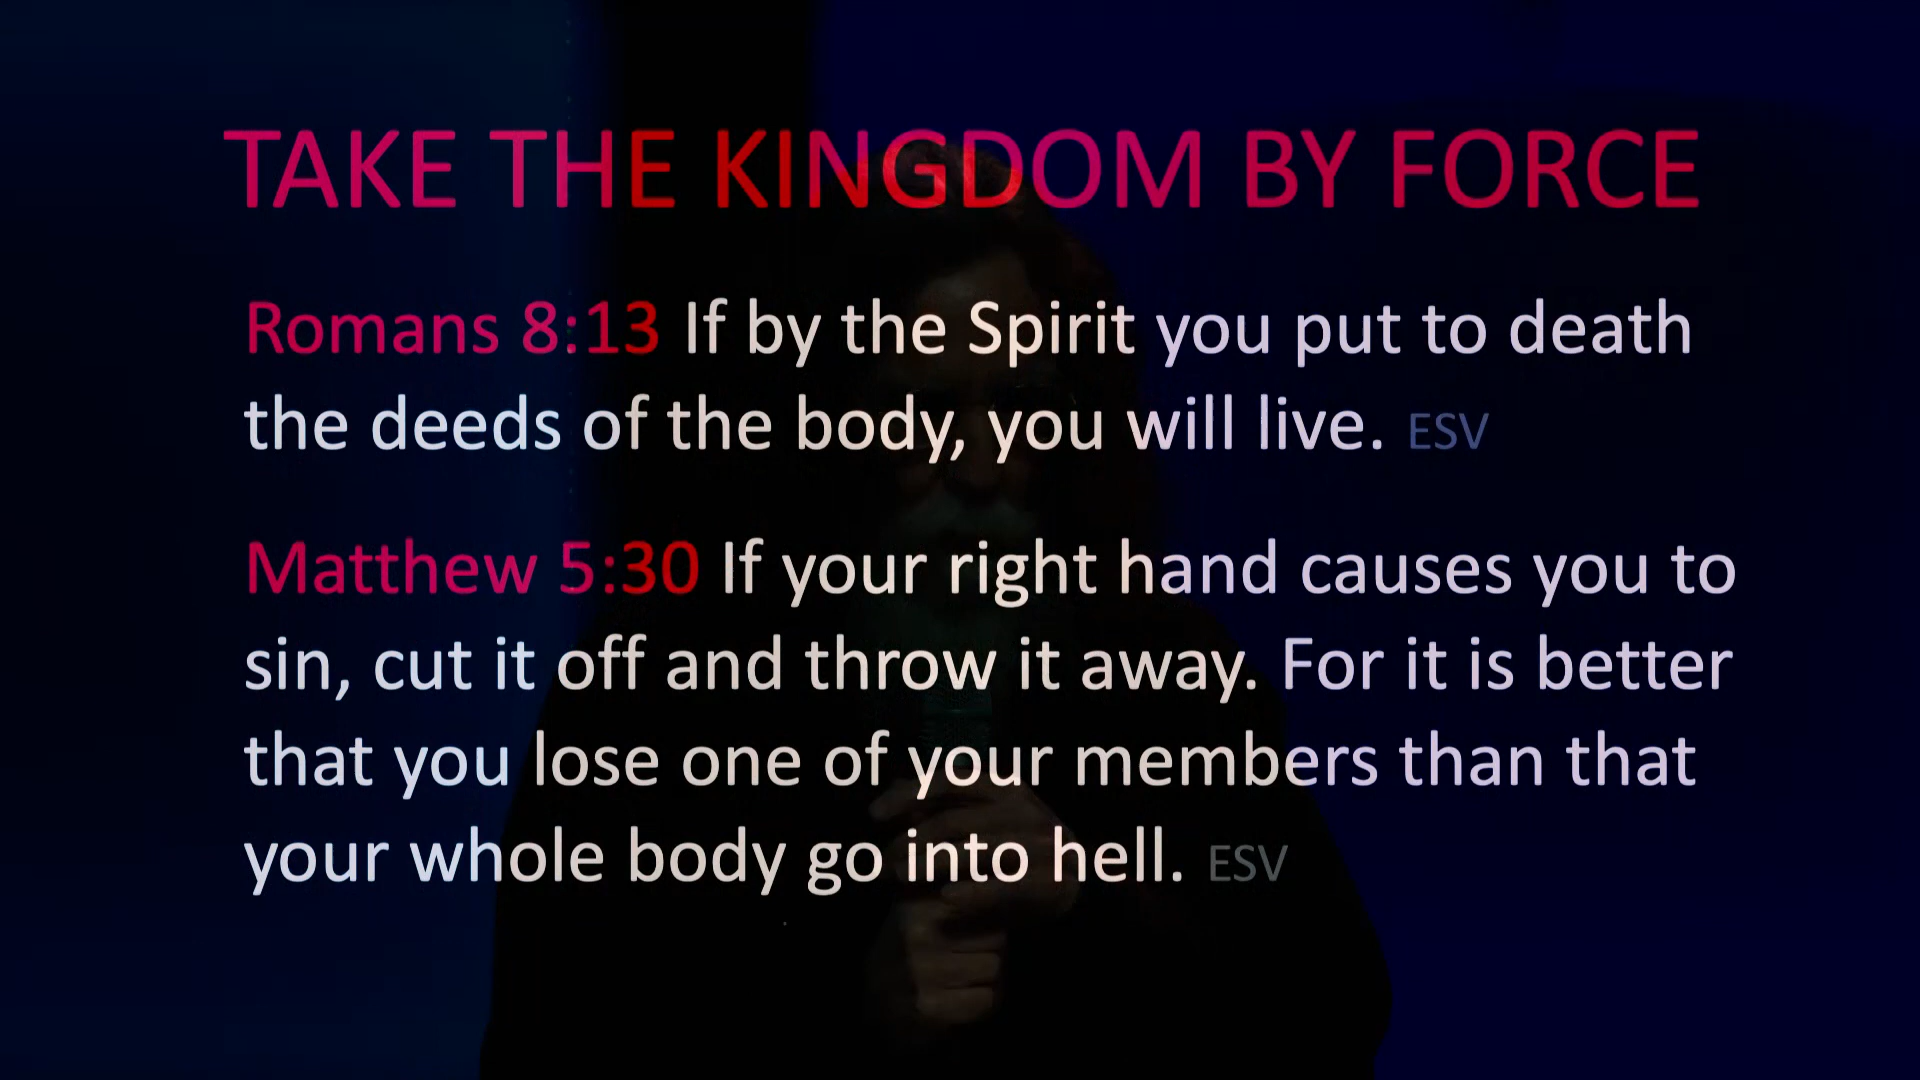 TAKE THE KINGDOM BY FORCE
Romans 8:13 If by the Spirit you put to death
the deeds of the body, you will live. ESV
Matthew 5:30 If your right hand causes you to
sin, cut it off and throw it away. For it is better
that you lose one of your members than that
your whole body go into hell. ESV